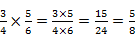 3/4 × 5/6 = 3×5/4×6 = 15/24 = 5/8